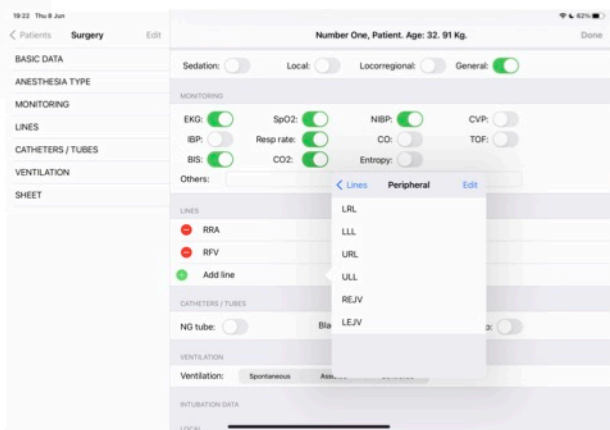 19:22 Thu 8 Jun
62%
Patients Surgery Edit
Number One, Patient. Age: 32. 91 Kg. Done
BASIC DATA
ANESTHESIA TYPE
MONITORING
LINES
CATHETERS / TUBES
VENTILATION
SHEET
Sedation: Local: Locorregional: General:
MONITORING
EKG: SpO2: NIBP: CVP:
IBP: Resp rate: CO: TOF:
BIS: CO2: Entropy:
Others:
LINES
RRA
RFV
Add line
Lines Peripheral Edit
LRL
LLL
URL
ULL
REJV
LEJV
CATHETERS / TUBES
NG tube: Bla
VENTILATION
Ventilation: Spontaneous
INTUBATION DATA
LOCAL